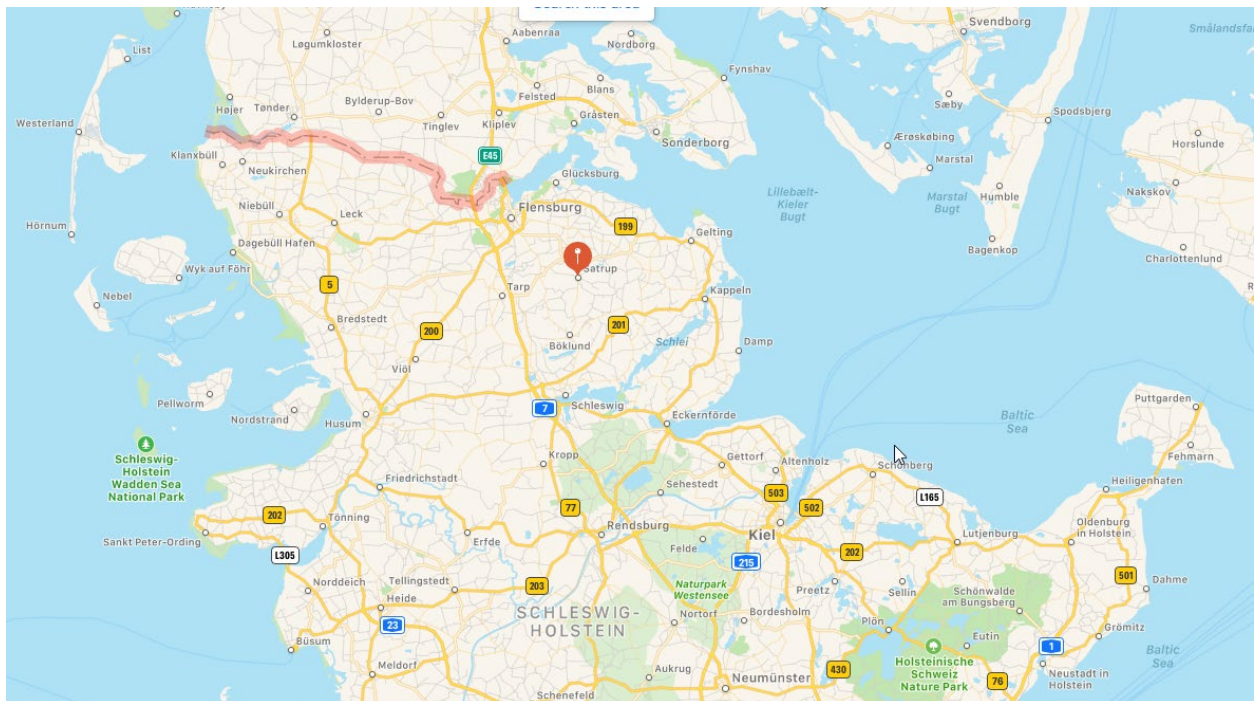 Search this area
List
Løgumkloster
Aabenraa
Nordborg
Svendborg
Smålandsfa
Fynshav
Felsted
Blans
Sæby
Spodsbjerg
Højer
Tønder
Bylderup-Bov
Tinglev
Kliplev
Gråsten
Sønderborg
Westerland
Ærøskøbing
Horslunde
Marstal
Klanxbüll
Neukirchen
E45
Glücksburg
Lillebælt-
Kieler
Bugt
Marstal
Bugt
Humble
Nakskov
Niebüll
Leck
Flensburg
199
Hörnum
Dagebüll Hafen
Gelting
Bagenkop
Charlottenlund
Wyk auf Föhr
Satrup
5
Tarp
Kappeln
Nebel
Bredstedt
200
201
Böklund
Schlei
Damp
Viöl
Pellworm
Nordstrand
Husum
7
Schleswig
Eckernförde
Puttgarden
Baltic
Sea
Fehmarn
Schleswig-
Holstein
Wadden Sea
National Park
Kropp
Gettorf
Altenholz
Schönberg
Friedrichstadt
Sehestedt
Heiligenhafen
202
Tönning
77
503
502
L165
Sankt Peter-Ording
Rendsburg
Kiel
Oldenburg
in Holstein
L305
Erfde
Felde
215
202
Lutjenburg
Norddeich
Tellingstedt
203
Naturpark
Westensee
Preetz
Sellin
Schönwalde
am Bungsberg
501
Dahme
Heide
SCHLESWIG-
HOLSTEIN
Nortorf
Bordesholm
23
Plön
Grömitz
Büsum
Eutin
1
Baltic
Sea
Meldorf
Aukrug
430
Holsteinische
Schweiz
Nature Park
76
Neustadt in
Holstein
Schenefeld
Neumünster